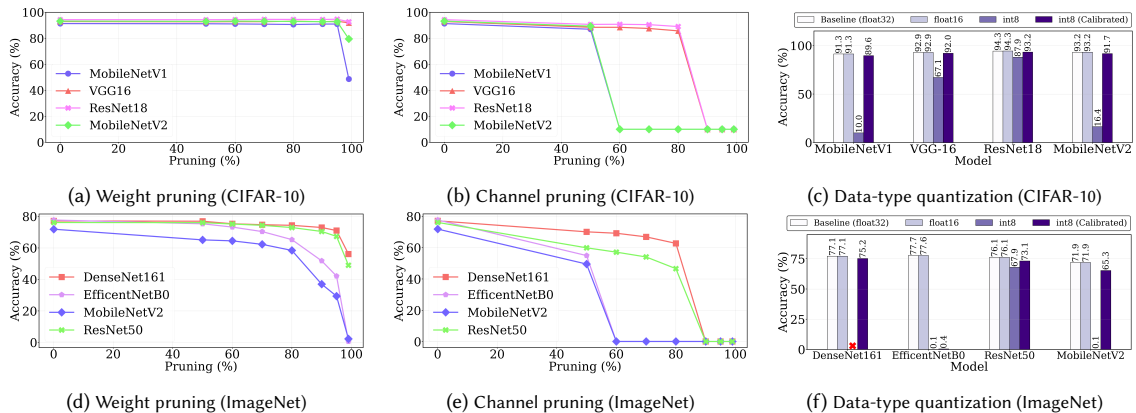 100
80
60
40
20
0
Accuracy (%)
MobileNetV1
VGG16
ResNet18
MobileNetV2
0 20 40 60 80 100
Pruning (%)
(a) Weight pruning (CIFAR-10)
100
80
60
40
20
0
Accuracy (%)
MobileNetV1
VGG16
ResNet18
MobileNetV2
0 20 40 60 80 100
Pruning (%)
(b) Channel pruning (CIFAR-10)
Baseline (float32) float16 int8 int8 (Calibrated)
100
50
0
Accuracy (%)
91.3 91.3 10.0 89.6
92.9 92.9 67.1 92.0
94.3 94.3 87.9 93.2
93.2 93.2 16.4 91.7
MobileNetV1 VGG-16 ResNet18 MobileNetV2
Model
(c) Data-type quantization (CIFAR-10)
80
60
40
20
0
Accuracy (%)
DenseNet161
EfficentNetB0
MobileNetV2
ResNet50
0 20 40 60 80 100
Pruning (%)
(d) Weight pruning (ImageNet)
80
60
40
20
0
Accuracy (%)
DenseNet161
EfficentNetB0
MobileNetV2
ResNet50
0 20 40 60 80 100
Pruning (%)
(e) Channel pruning (ImageNet)
Baseline (float32) float16 int8 int8 (Calibrated)
75
50
25
0
Accuracy (%)
77.1 77.1 75.2
77.7 77.6 0.1 0.4
76.1 76.1 67.9 73.1
71.9 71.9 0.1 65.3
DenseNet161 EfficentNetB0 ResNet50 MobileNetV2
Model
(f) Data-type quantization (ImageNet)